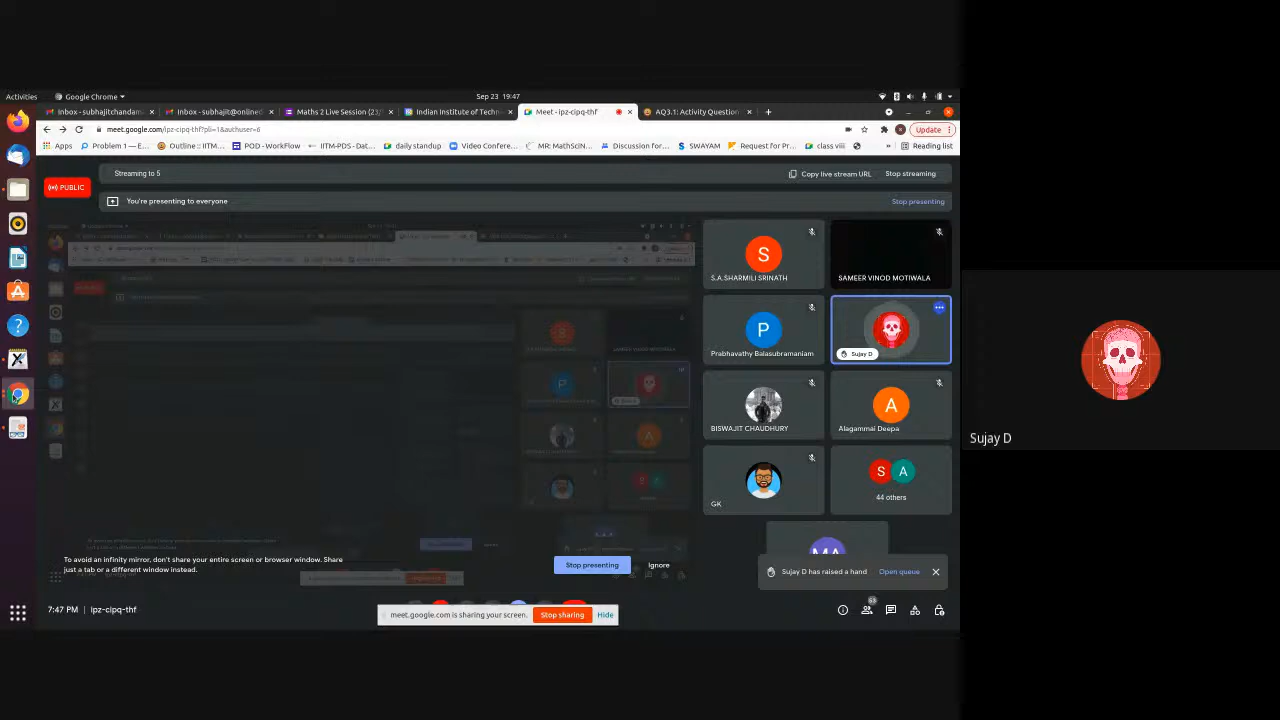 Activities
Google Chrome
Sep 23 19:47
Inbox - subhajitchandam
Inbox - subhajit@onlined
Maths 2 Live Session (23/
Indian Institute of Techn
Meet - ipz-cipq-thf
AQ3.1: Activity Question
meet.google.com/ipz-cipq-thf?pli=1&authuser=6
Update
Apps
Problem 1 — E...
Outline :: IITM...
POD - WorkFlow
IITM-PDS - Dat...
daily standup
Video Confere...
MR: MathSciN...
Discussion for...
SWAYAM
Request for Pr...
class viii
»
Reading list
PUBLIC
Streaming to 5
Copy live stream URL
Stop streaming
You're presenting to everyone
Stop presenting
S
S.A.SHARMILI SRINATH
SAMEER VINOD MOTIWALA
P
Prabhavathy Balasubramaniam
Sujay D
BISWAJIT CHAUDHURY
A
Alagammai Deepa
GK
S A
44 others
MA
To avoid an infinity mirror, don't share your entire screen or browser window. Share
just a tab or a different window instead.
Stop presenting
Ignore
Sujay D has raised a hand
Open queue
7:47 PM | ipz-cipq-thf
meet.google.com is sharing your screen.
Stop sharing
Hide
Sujay D